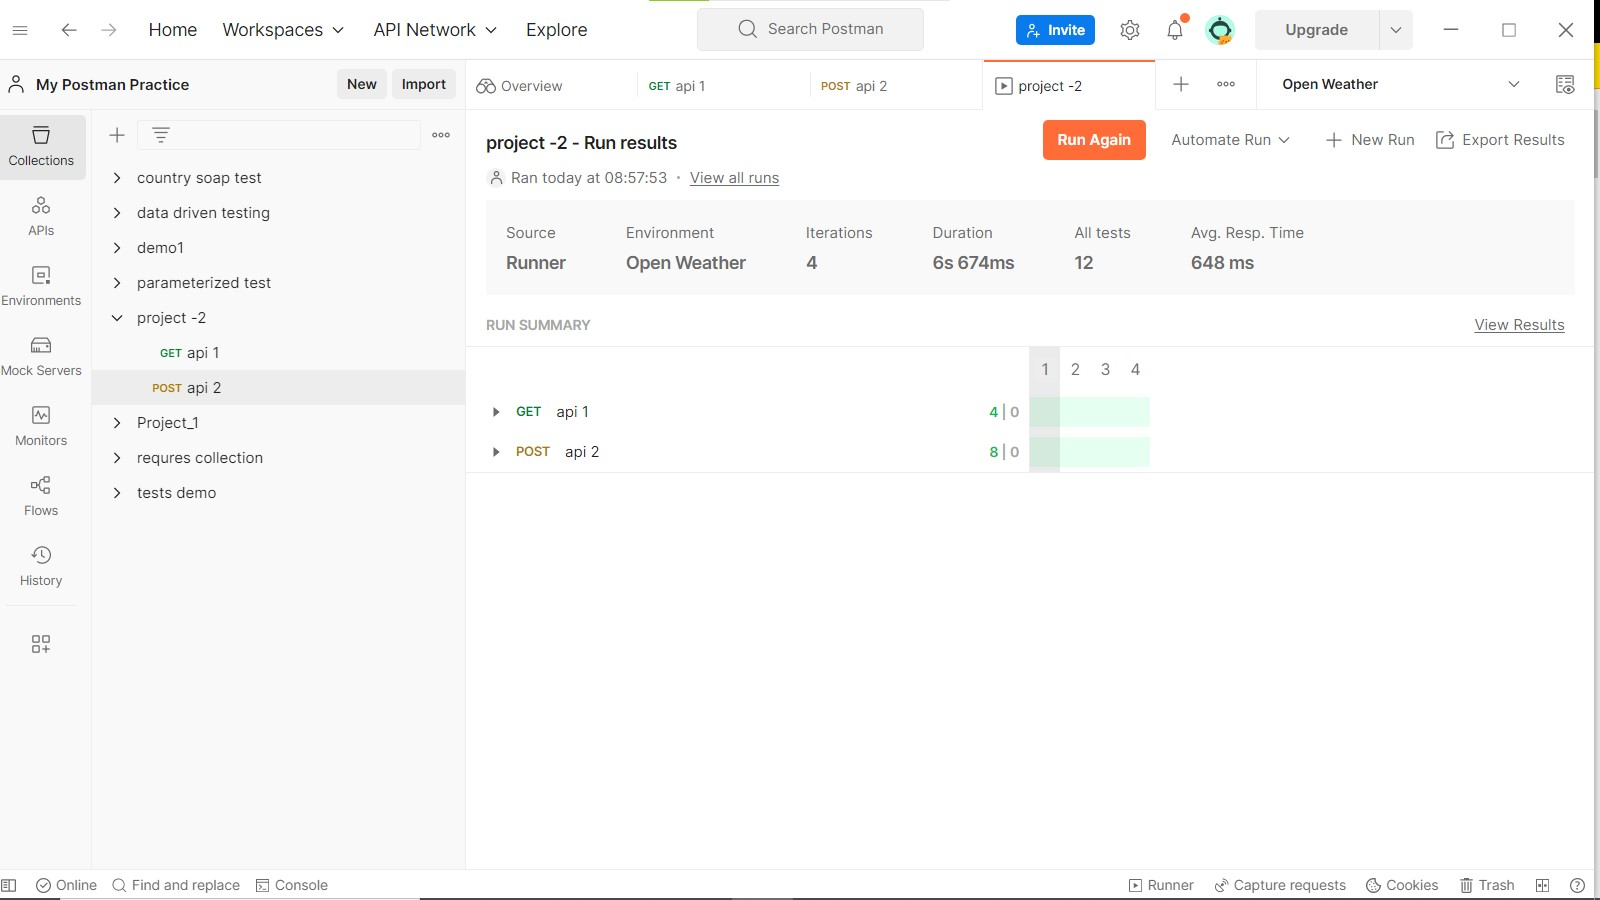 Home Workspaces API Network Explore Search Postman Invite Upgrade
My Postman Practice New Import Overview GET api 1 POST api 2 project -2 Open Weather
Collections
APIs
Environments
Mock Servers
Monitors
Flows
History
country soap test
data driven testing
demo1
parameterized test
project -2
GET api 1
POST api 2
Project_1
requres collection
tests demo
project -2 - Run results Run Again Automate Run New Run Export Results
Ran today at 08:57:53 · View all runs
Source Environment Iterations Duration All tests Avg. Resp. Time
Runner Open Weather 4 6s 674ms 12 648 ms
RUN SUMMARY View Results
1 2 3 4
GET api 1 4 | 0
POST api 2 8 | 0
Online Find and replace Console Runner Capture requests Cookies Trash